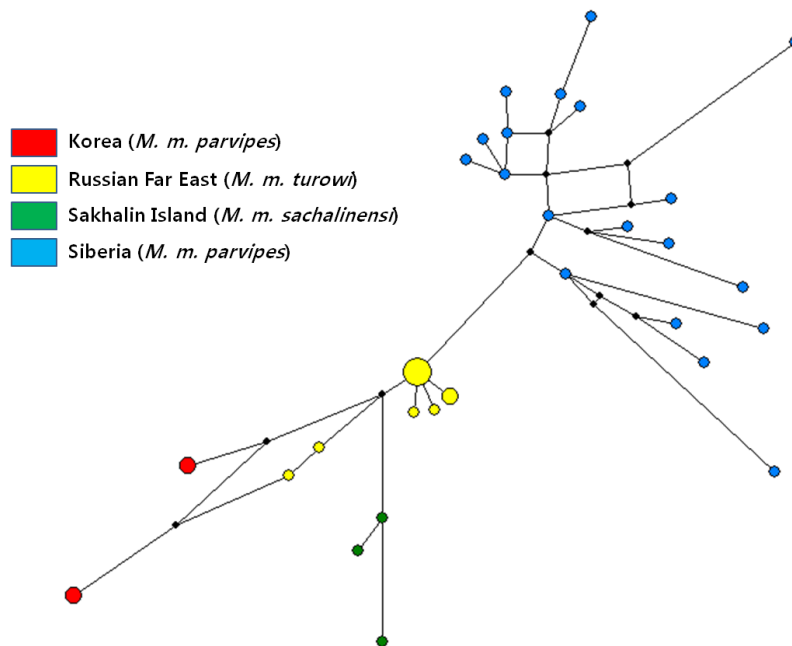 Korea (M. m. parvipes)
Russian Far East (M. m. turowi)
Sakhalin Island (M. m. sachalinensi)
Siberia (M. m. parvipes)